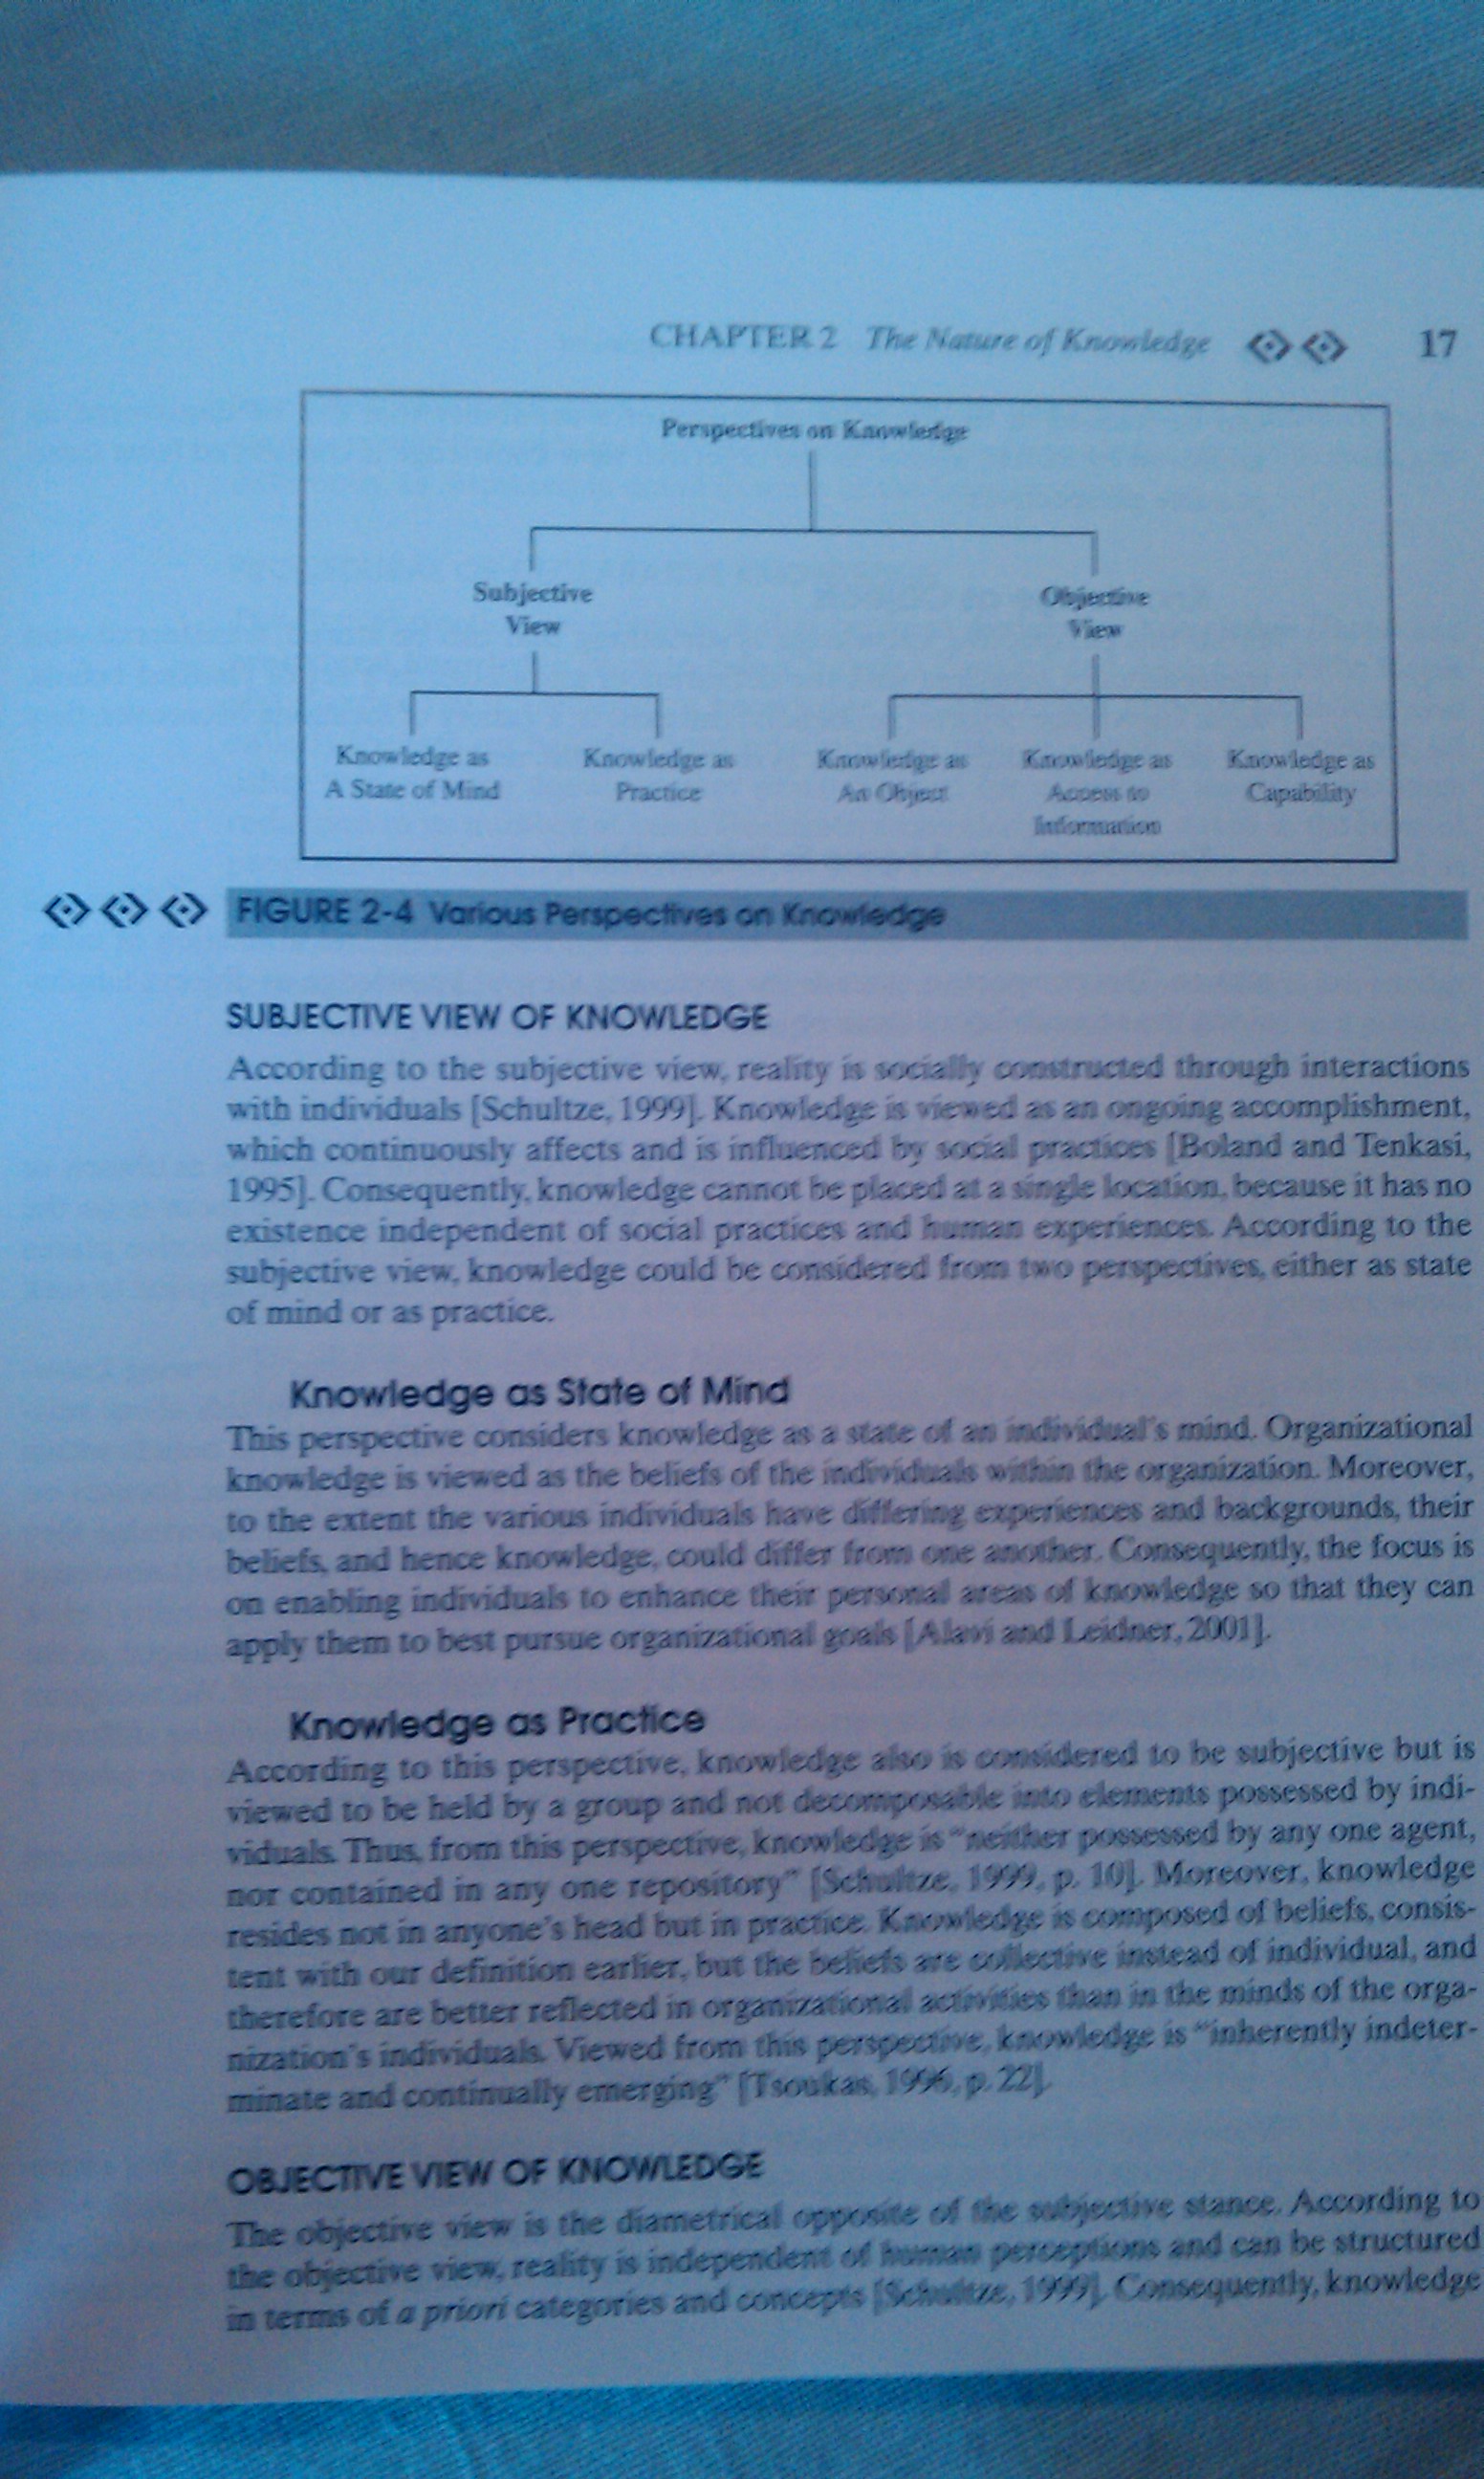 CHAPTER 2 The Nature of Knowledge 17
Perspectives on Knowledge
Subjective
View
Objective
View
Knowledge as
A State of Mind
Knowledge as
Practice
Knowledge as
An Object
Knowledge as
Access to
Information
Knowledge as
Capability
FIGURE 2-4 Various Perspectives on Knowledge
SUBJECTIVE VIEW OF KNOWLEDGE
According to the subjective view, reality is socially constructed through interactions
with individuals [Schultze, 1999]. Knowledge is viewed as an ongoing accomplishment,
which continuously affects and is influenced by social practices [Boland and Tenkasi,
1995]. Consequently, knowledge cannot be placed at a single location, because it has no
existence independent of social practices and human experiences. According to the
subjective view, knowledge could be considered from two perspectives, either as state
of mind or as practice.
Knowledge as State of Mind
This perspective considers knowledge as a state of an individual's mind. Organizational
knowledge is viewed as the beliefs of the individuals within the organization. Moreover,
to the extent the various individuals have differing experiences and backgrounds, their
beliefs, and hence knowledge, could differ from one another. Consequently, the focus is
on enabling individuals to enhance their personal areas of knowledge so that they can
apply them to best pursue organizational goals [Alavi and Leidner, 2001].
Knowledge as Practice
According to this perspective, knowledge also is considered to be subjective but is
viewed to be held by a group and not decomposable into elements possessed by indi-
viduals. Thus, from this perspective, knowledge is "neither possessed by any one agent,
nor contained in any one repository" [Schultze, 1999, p. 10]. Moreover, knowledge
resides not in anyone's head but in practice. Knowledge is composed of beliefs, consis-
tent with our definition earlier, but the beliefs are collective instead of individual, and
therefore are better reflected in organizational activities than in the minds of the orga-
nization's individuals. Viewed from this perspective, knowledge is "inherently indeter-
minate and continually emerging" [Tsoukas, 1996, p. 22].
OBJECTIVE VIEW OF KNOWLEDGE
The objective view is the diametrical opposite of the subjective stance. According to
the objective view, reality is independent of human perceptions and can be structured
in terms of a priori categories and concepts [Schultze, 1999]. Consequently, knowledge